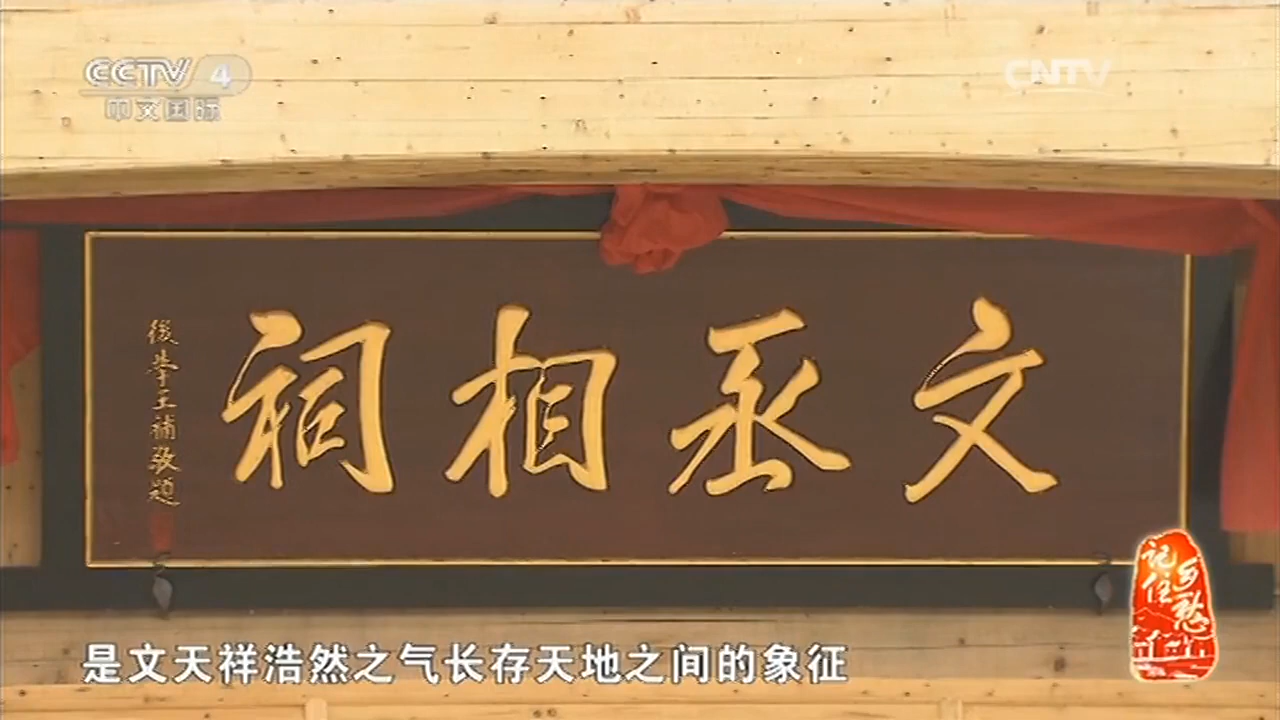 CCTV 4
中文国际
CNTV
文丞相祠
後学王補敬題
记住乡愁
是文天祥浩然之气长存天地之间的象征